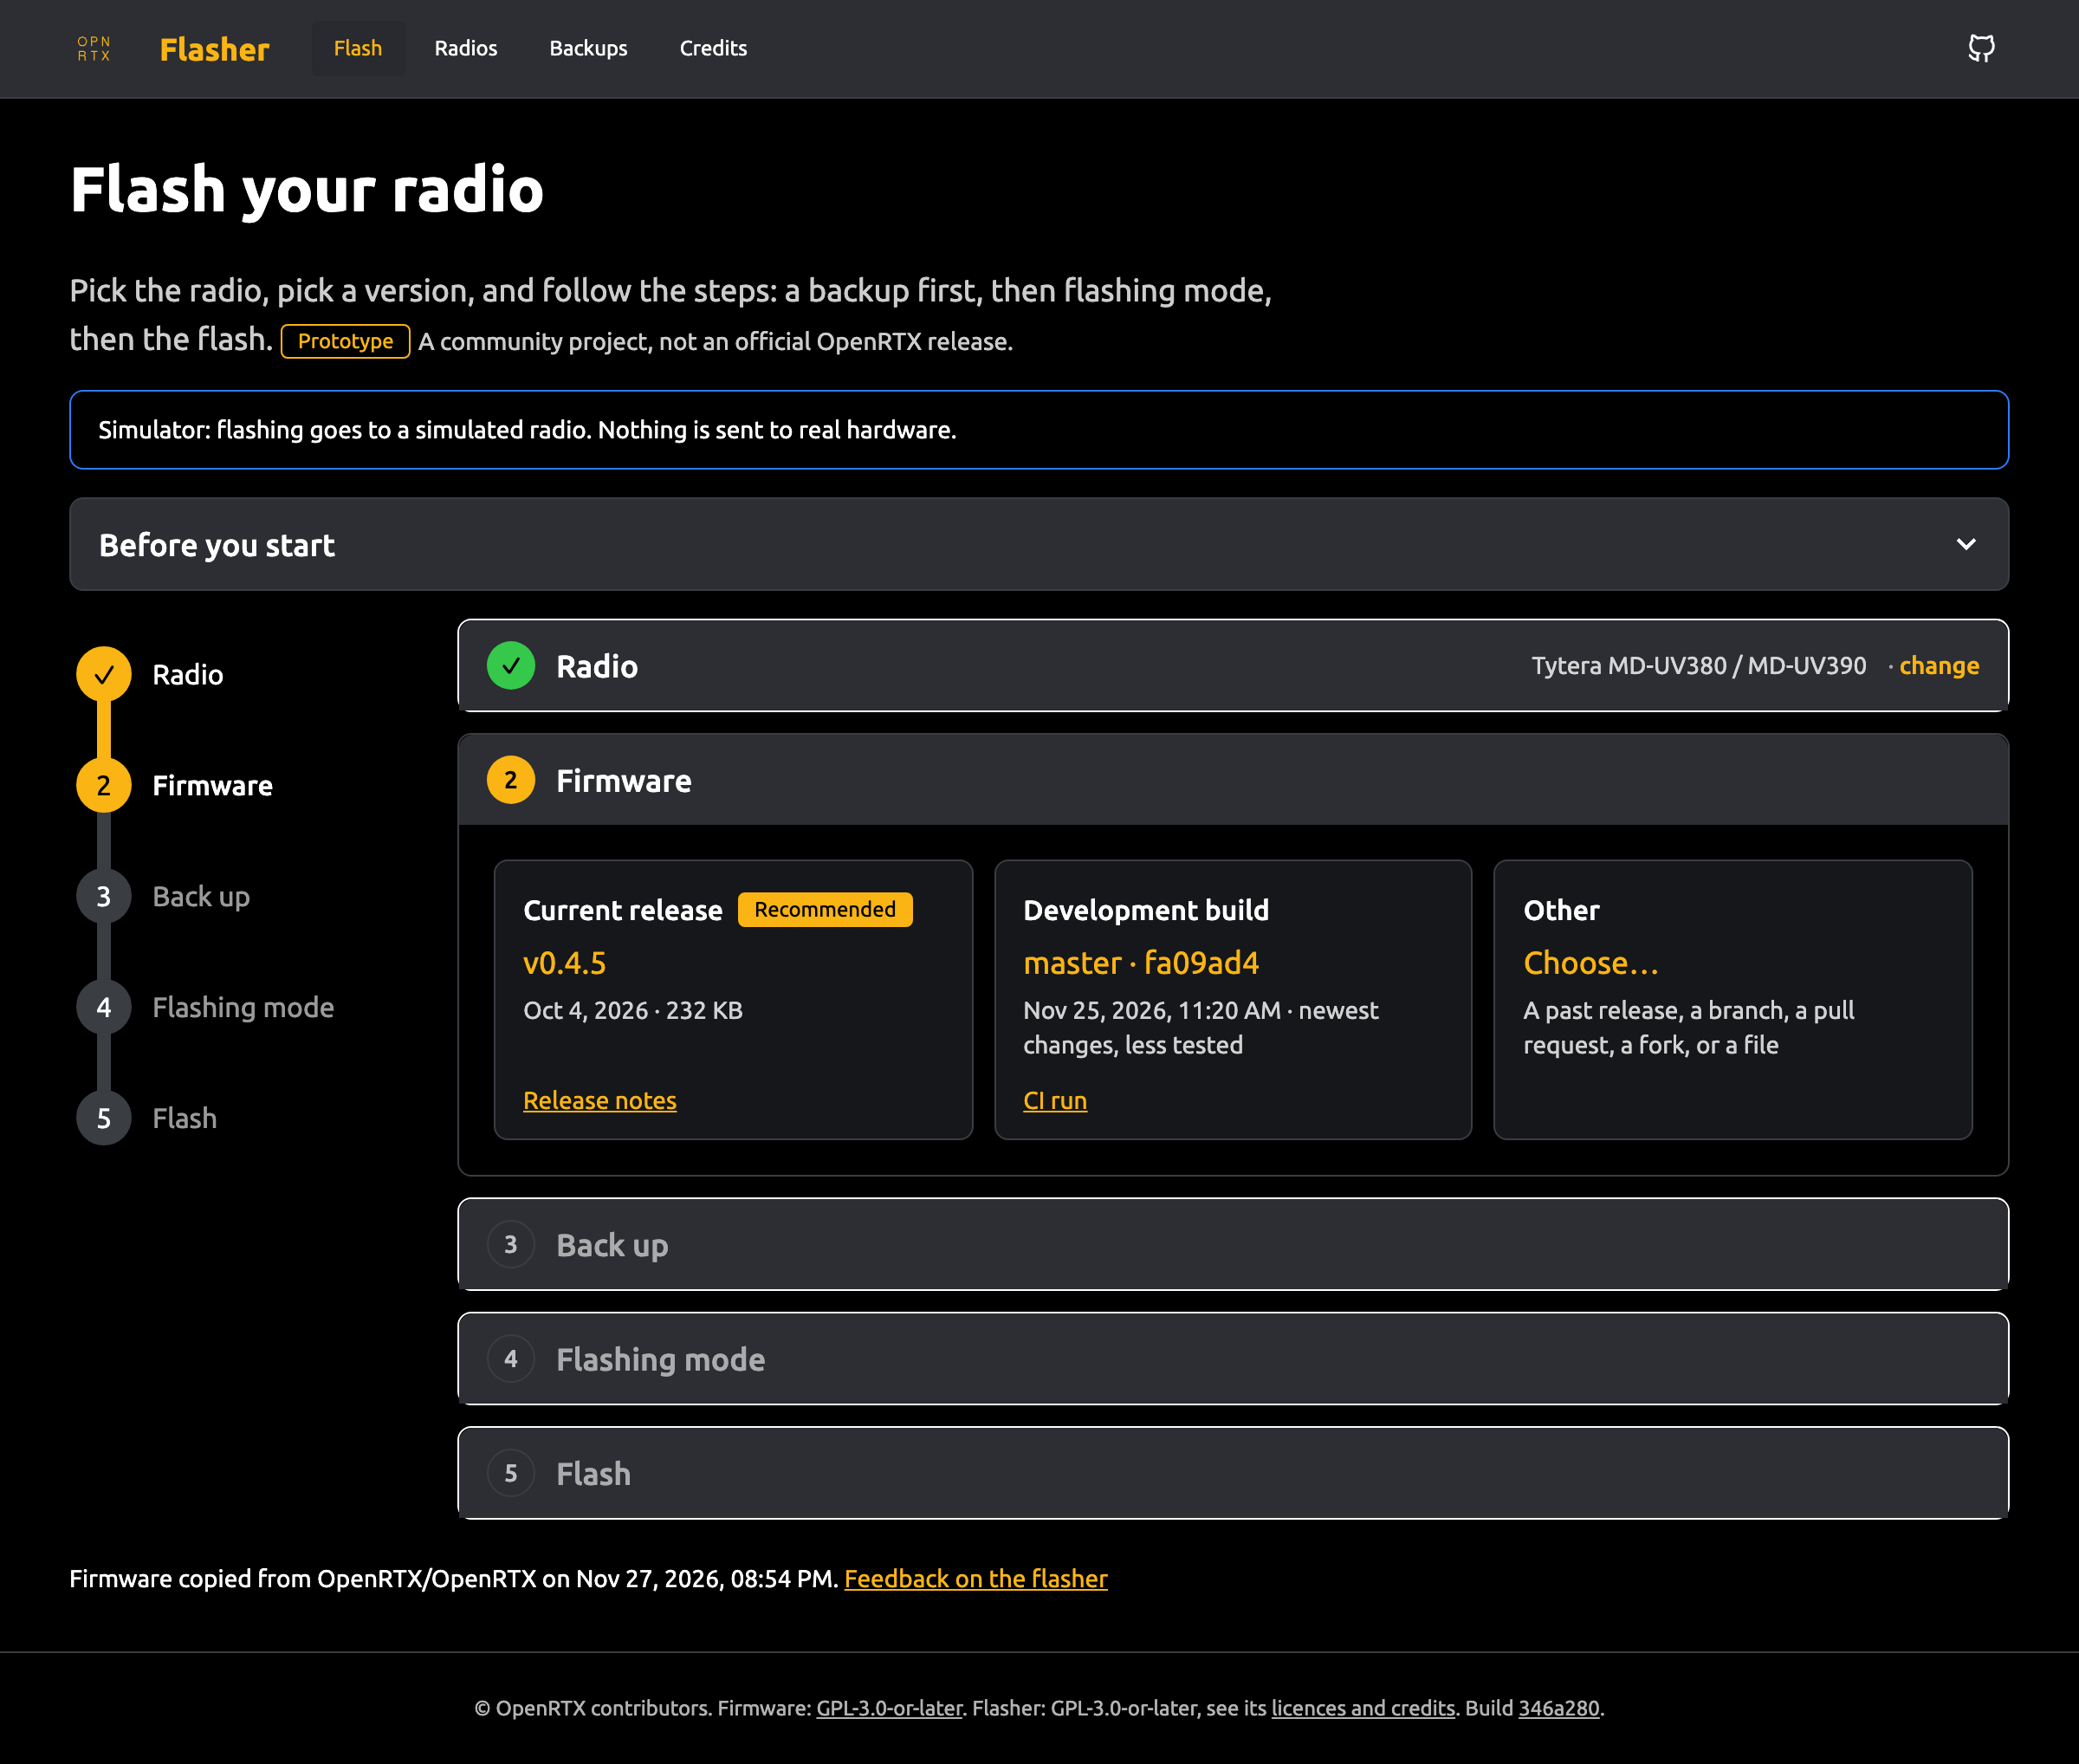 OPN
RTX
Flasher
Flash
Radios
Backups
Credits
Flash your radio
Pick the radio, pick a version, and follow the steps: a backup first, then flashing mode,
then the flash. Prototype A community project, not an official OpenRTX release.
Simulator: flashing goes to a simulated radio. Nothing is sent to real hardware.
Before you start
Radio
2 Firmware
3 Back up
4 Flashing mode
5 Flash
Radio
Tytera MD-UV380 / MD-UV390 · change
2 Firmware
Current release Recommended
v0.4.5
Oct 4, 2026 · 232 KB
Release notes
Development build
master · fa09ad4
Nov 25, 2026, 11:20 AM · newest
changes, less tested
CI run
Other
Choose…
A past release, a branch, a pull
request, a fork, or a file
3 Back up
4 Flashing mode
5 Flash
Firmware copied from OpenRTX/OpenRTX on Nov 27, 2026, 08:54 PM. Feedback on the flasher
© OpenRTX contributors. Firmware: GPL-3.0-or-later. Flasher: GPL-3.0-or-later, see its licences and credits. Build 346a280.